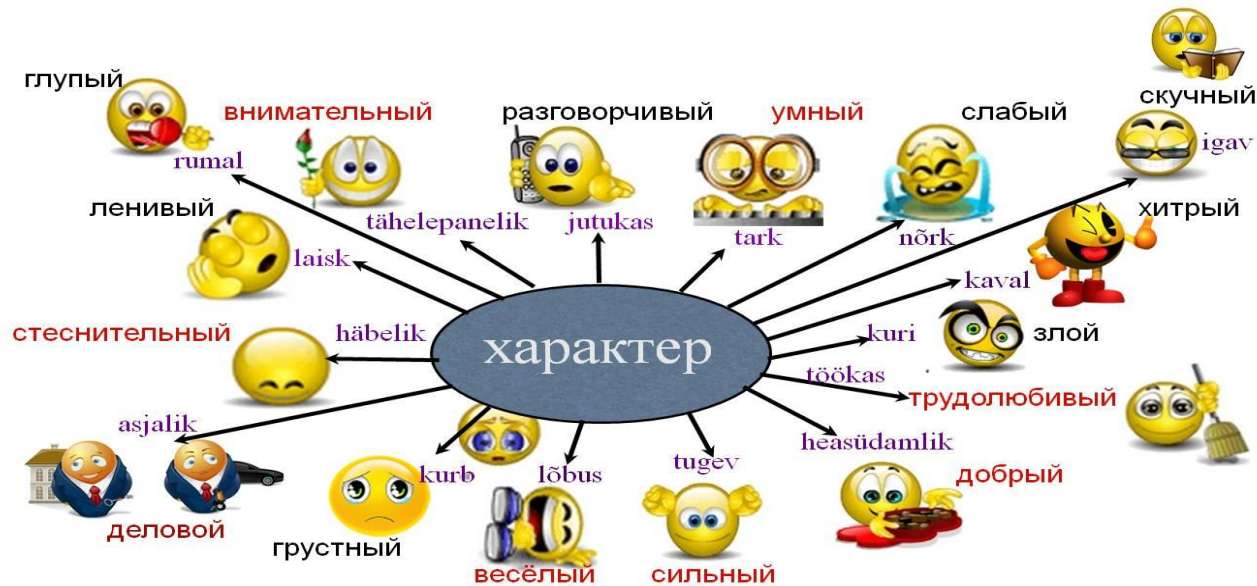 глупый
внимательный
разговорчивый
умный
слабый
скучный
rumal
igav
ленивый
tähelepanelik
jutukas
tark
nõrk
хитрый
laisk
kaval
стеснительный
häbelik
характер
kuri
злой
töökas
трудолюбивый
asjalik
heasüdamlik
kurb
lõbus
tugev
добрый
деловой
грустный
весёлый
сильный